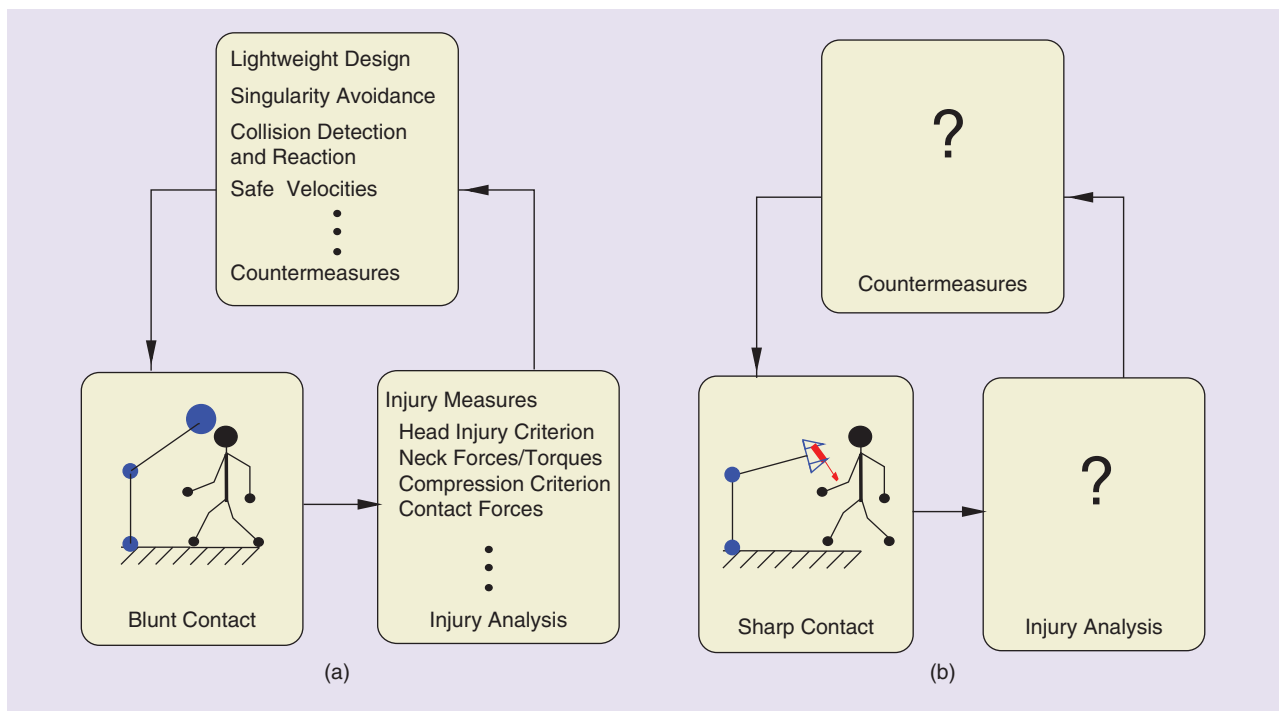 Lightweight Design
Singularity Avoidance
Collision Detection
and Reaction
Safe Velocities
Countermeasures
Injury Measures
Head Injury Criterion
Neck Forces/Torques
Compression Criterion
Contact Forces
Blunt Contact
Injury Analysis
(a)
?
Countermeasures
?
Sharp Contact
Injury Analysis
(b)